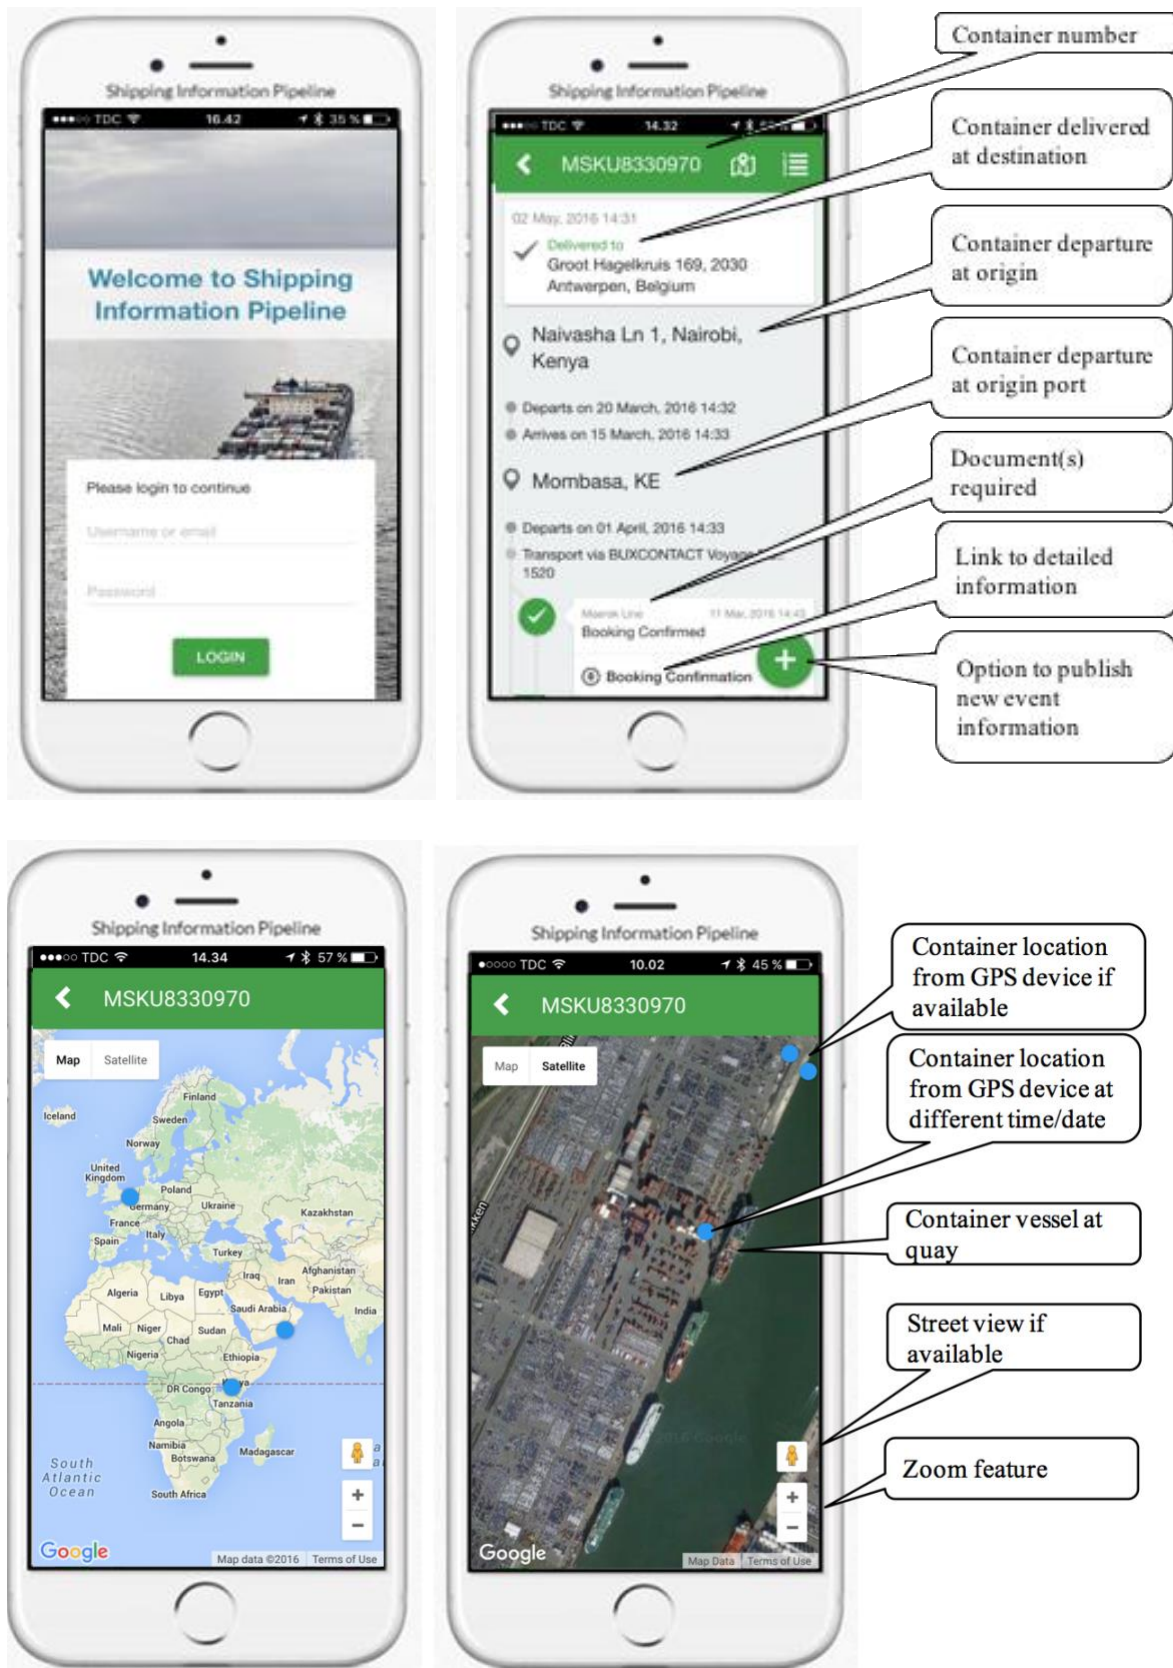 Shipping Information Pipeline
TDC 16.42 35 %
Welcome to Shipping
Information Pipeline
Please login to continue
Username or email
Password
LOGIN
Shipping Information Pipeline
TDC 14.32
MSKU8330970
02 May, 2016 14:31
Delivered to
Groot Hagelkruis 169, 2030
Antwerpen, Belgium
Naivasha Ln 1, Nairobi,
Kenya
Departs on 20 March, 2016 14:32
Arrives on 15 March, 2016 14:33
Mombasa, KE
Departs on 01 April, 2016 14:33
Transport via BUXCONTACT
1520
Maersk Line 11 Mar, 2016 14:43
Booking Confirmed
Booking Confirmation
Container number
Container delivered
at destination
Container departure
at origin
Container departure
at origin port
Document(s)
required
Link to detailed
information
Option to publish
new event
information
Shipping Information Pipeline
TDC 14.34 57 %
MSKU8330970
Map Satellite
Iceland
Finland
Sweden
Norway
United
Kingdom
Poland
Germany
Ukraine
Kazakhstan
France
Italy
Spain
Turkey
Afghanistan
Iraq
Iran
Pakistan
Algeria
Libya
Egypt
Saudi Arabia
India
Mali
Niger
Chad
Sudan
Nigeria
Ethiopia
DR Congo
Tanzania
Angola
Namibia
Botswana
Madagascar
South
Atlantic
Ocean
South Africa
+
−
Google
Map data ©2016 Terms of Use
Shipping Information Pipeline
TDC 10.02 45 %
MSKU8330970
Map Satellite
+
−
Google
Map Data Terms of Use
Container location
from GPS device if
available
Container location
from GPS device at
different time/date
Container vessel at
quay
Street view if
available
Zoom feature